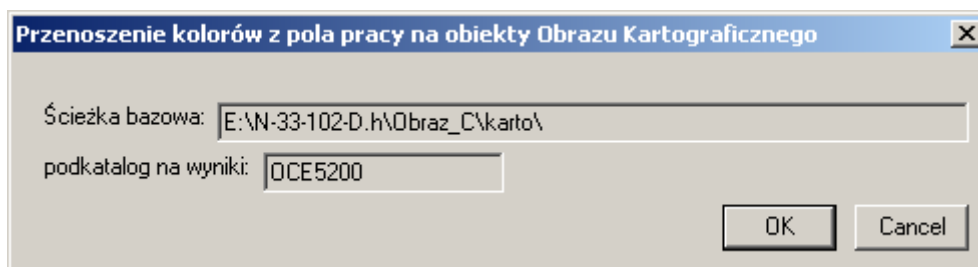 Przenoszenie kolorów z pola pracy na obiekty Obrazu Kartograficznego
Ścieżka bazowa: E:\N-33-102-D.h\Obraz_C\karto\
podkatalog na wyniki: OCE5200
OK Cancel